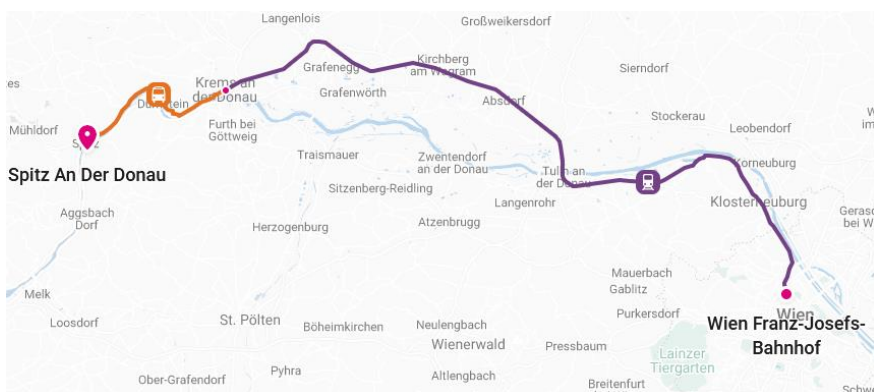 Langenlois
Großweikersdorf
Kirchberg
am Wagram
Sierndorf
Krems an
der Donau
Grafenegg
Grafenwörth
Absdorf
Stockerau
Mühldorf
Furth bei
Göttweig
Leobendorf
Spitz An Der Donau
Traismauer
Zwentendorf
an der Donau
Tulln an
der Donau
Korneuburg
Sitzenberg-Reidling
Langenrohr
Klosterneuburg
Aggsbach
Dorf
Herzogenburg
Atzenbrugg
bei W
Mauerbach
Gablitz
Melk
Loosdorf
St. Pölten
Böheimkirchen
Neulengbach
Purkersdorf
Wien
Wien Franz-Josefs-
Bahnhof
Wienerwald
Pressbaum
Lainzer
Tiergarten
Ober-Grafendorf
Pyhra
Altlengbach
Breitenfurt